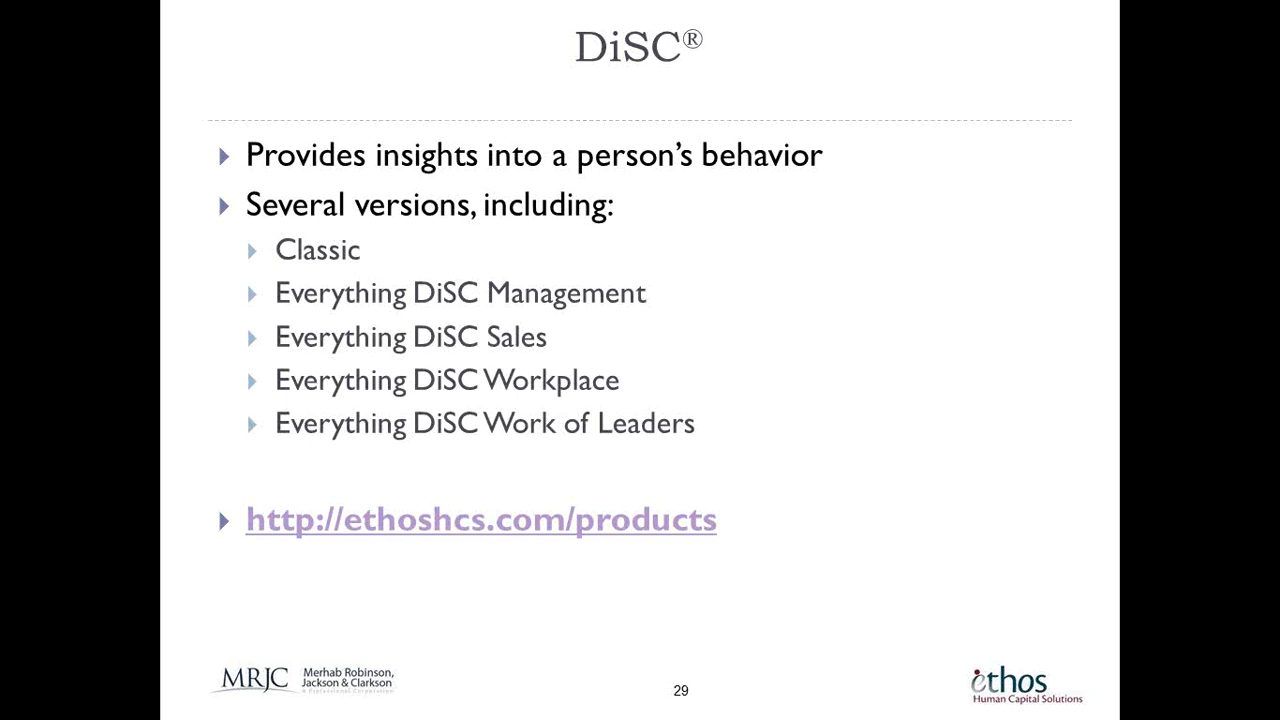 DiSC®
Provides insights into a person's behavior
Several versions, including:
Classic
Everything DiSC Management
Everything DiSC Sales
Everything DiSC Workplace
Everything DiSC Work of Leaders
http://ethoshcs.com/products
MRJC Merhab Robinson,
Jackson & Clarkson
A Professional Corporation
29
ethos
Human Capital Solutions